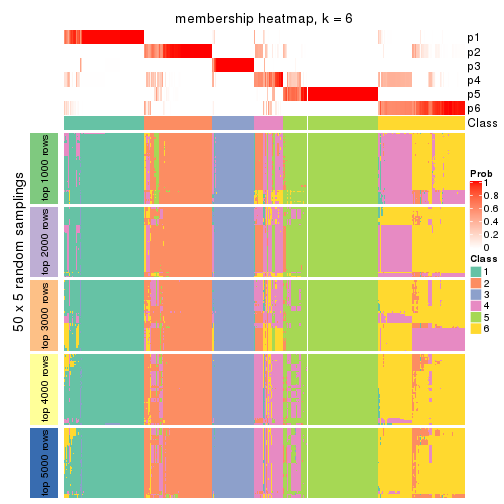 membership heatmap, k = 6
p1
p2
p3
p4
p5
p6
Class
50 x 5 random samplings
top 1000 rows
top 2000 rows
top 3000 rows
top 4000 rows
top 5000 rows
Prob
1
0.8
0.6
0.4
0.2
0
Class
1
2
3
4
5
6